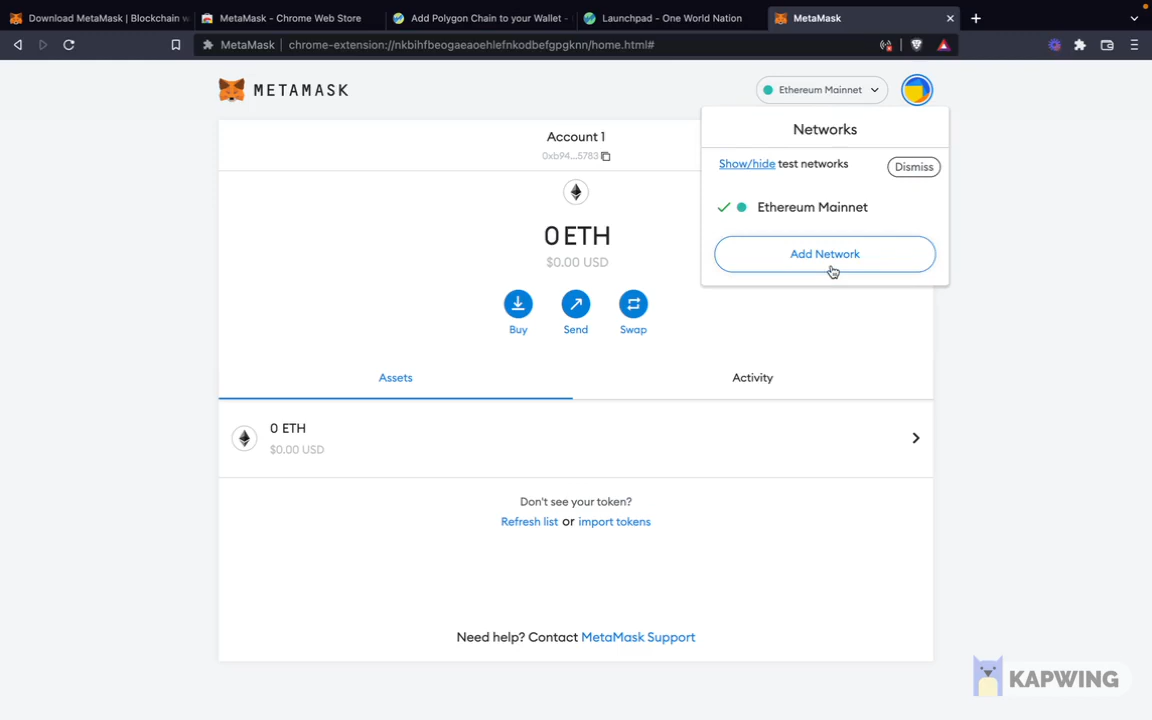 Download MetaMask | Blockchain w
MetaMask - Chrome Web Store
Add Polygon Chain to your Wallet -
Launchpad - One World Nation
MetaMask
MetaMask
chrome-extension://nkbihfbeogaeaoehlefnkodbefgpgknn/home.html#
METAMASK
Ethereum Mainnet
Networks
Show/hide test networks
Dismiss
Ethereum Mainnet
Add Network
Account 1
0xb94...5783
0 ETH
$0.00 USD
Buy
Send
Swap
Assets
Activity
0 ETH
$0.00 USD
Don't see your token?
Refresh list or import tokens
Need help? Contact MetaMask Support
KAPWING